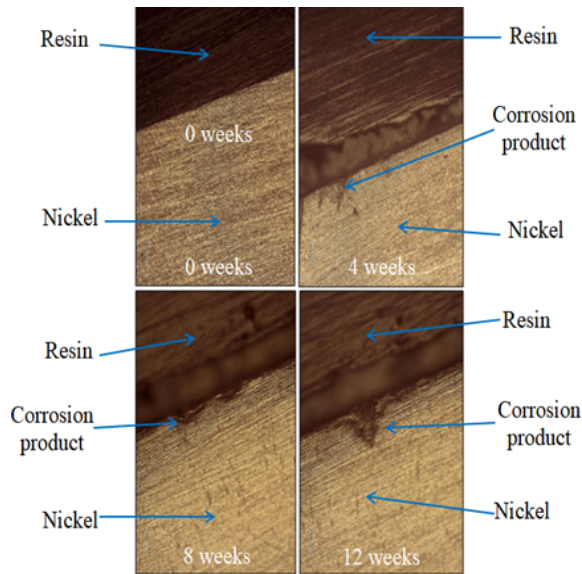 Resin
0 weeks
Nickel
0 weeks
Resin
Corrosion
product
Nickel
4 weeks
Resin
Corrosion
product
Nickel
8 weeks
Resin
Corrosion
product
Nickel
12 weeks